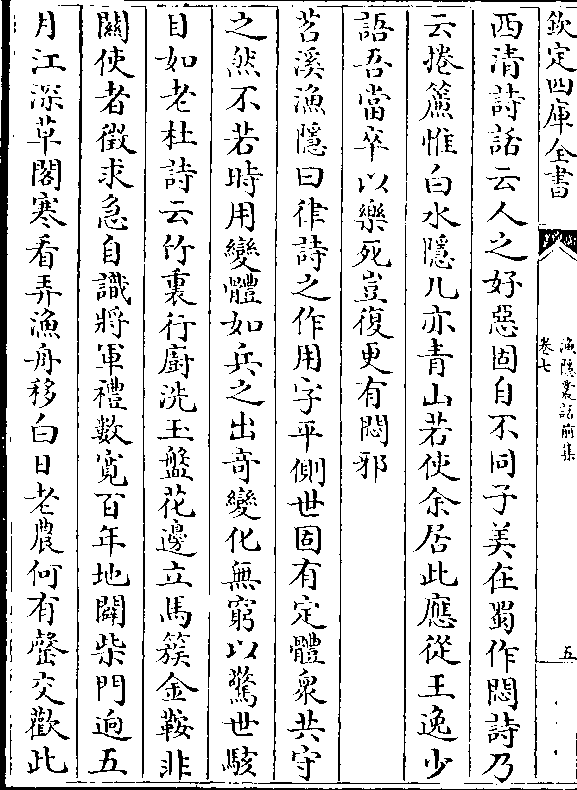 欽定四庫全書
漁隱叢話前集
卷七
五
西清詩話云人之好惡固自不同子美在蜀作悶詩乃
云捲簾惟白水隱几亦青山若使余居此應從王逸少
語吾當卒以樂死豈復更有悶邪
苕溪漁隱曰律詩之作用字平側世固有定體衆共守
之然不若時用變體如兵之出奇變化無窮以驚世駭
目如老杜詩云竹裏行廚洗玉盤花邊立馬簇金鞍非
關使者徵求急自識將軍禮數寛百年地闢柴門逈五
月江深草閣寒看弄漁舟移白日老農何有罄交歡此